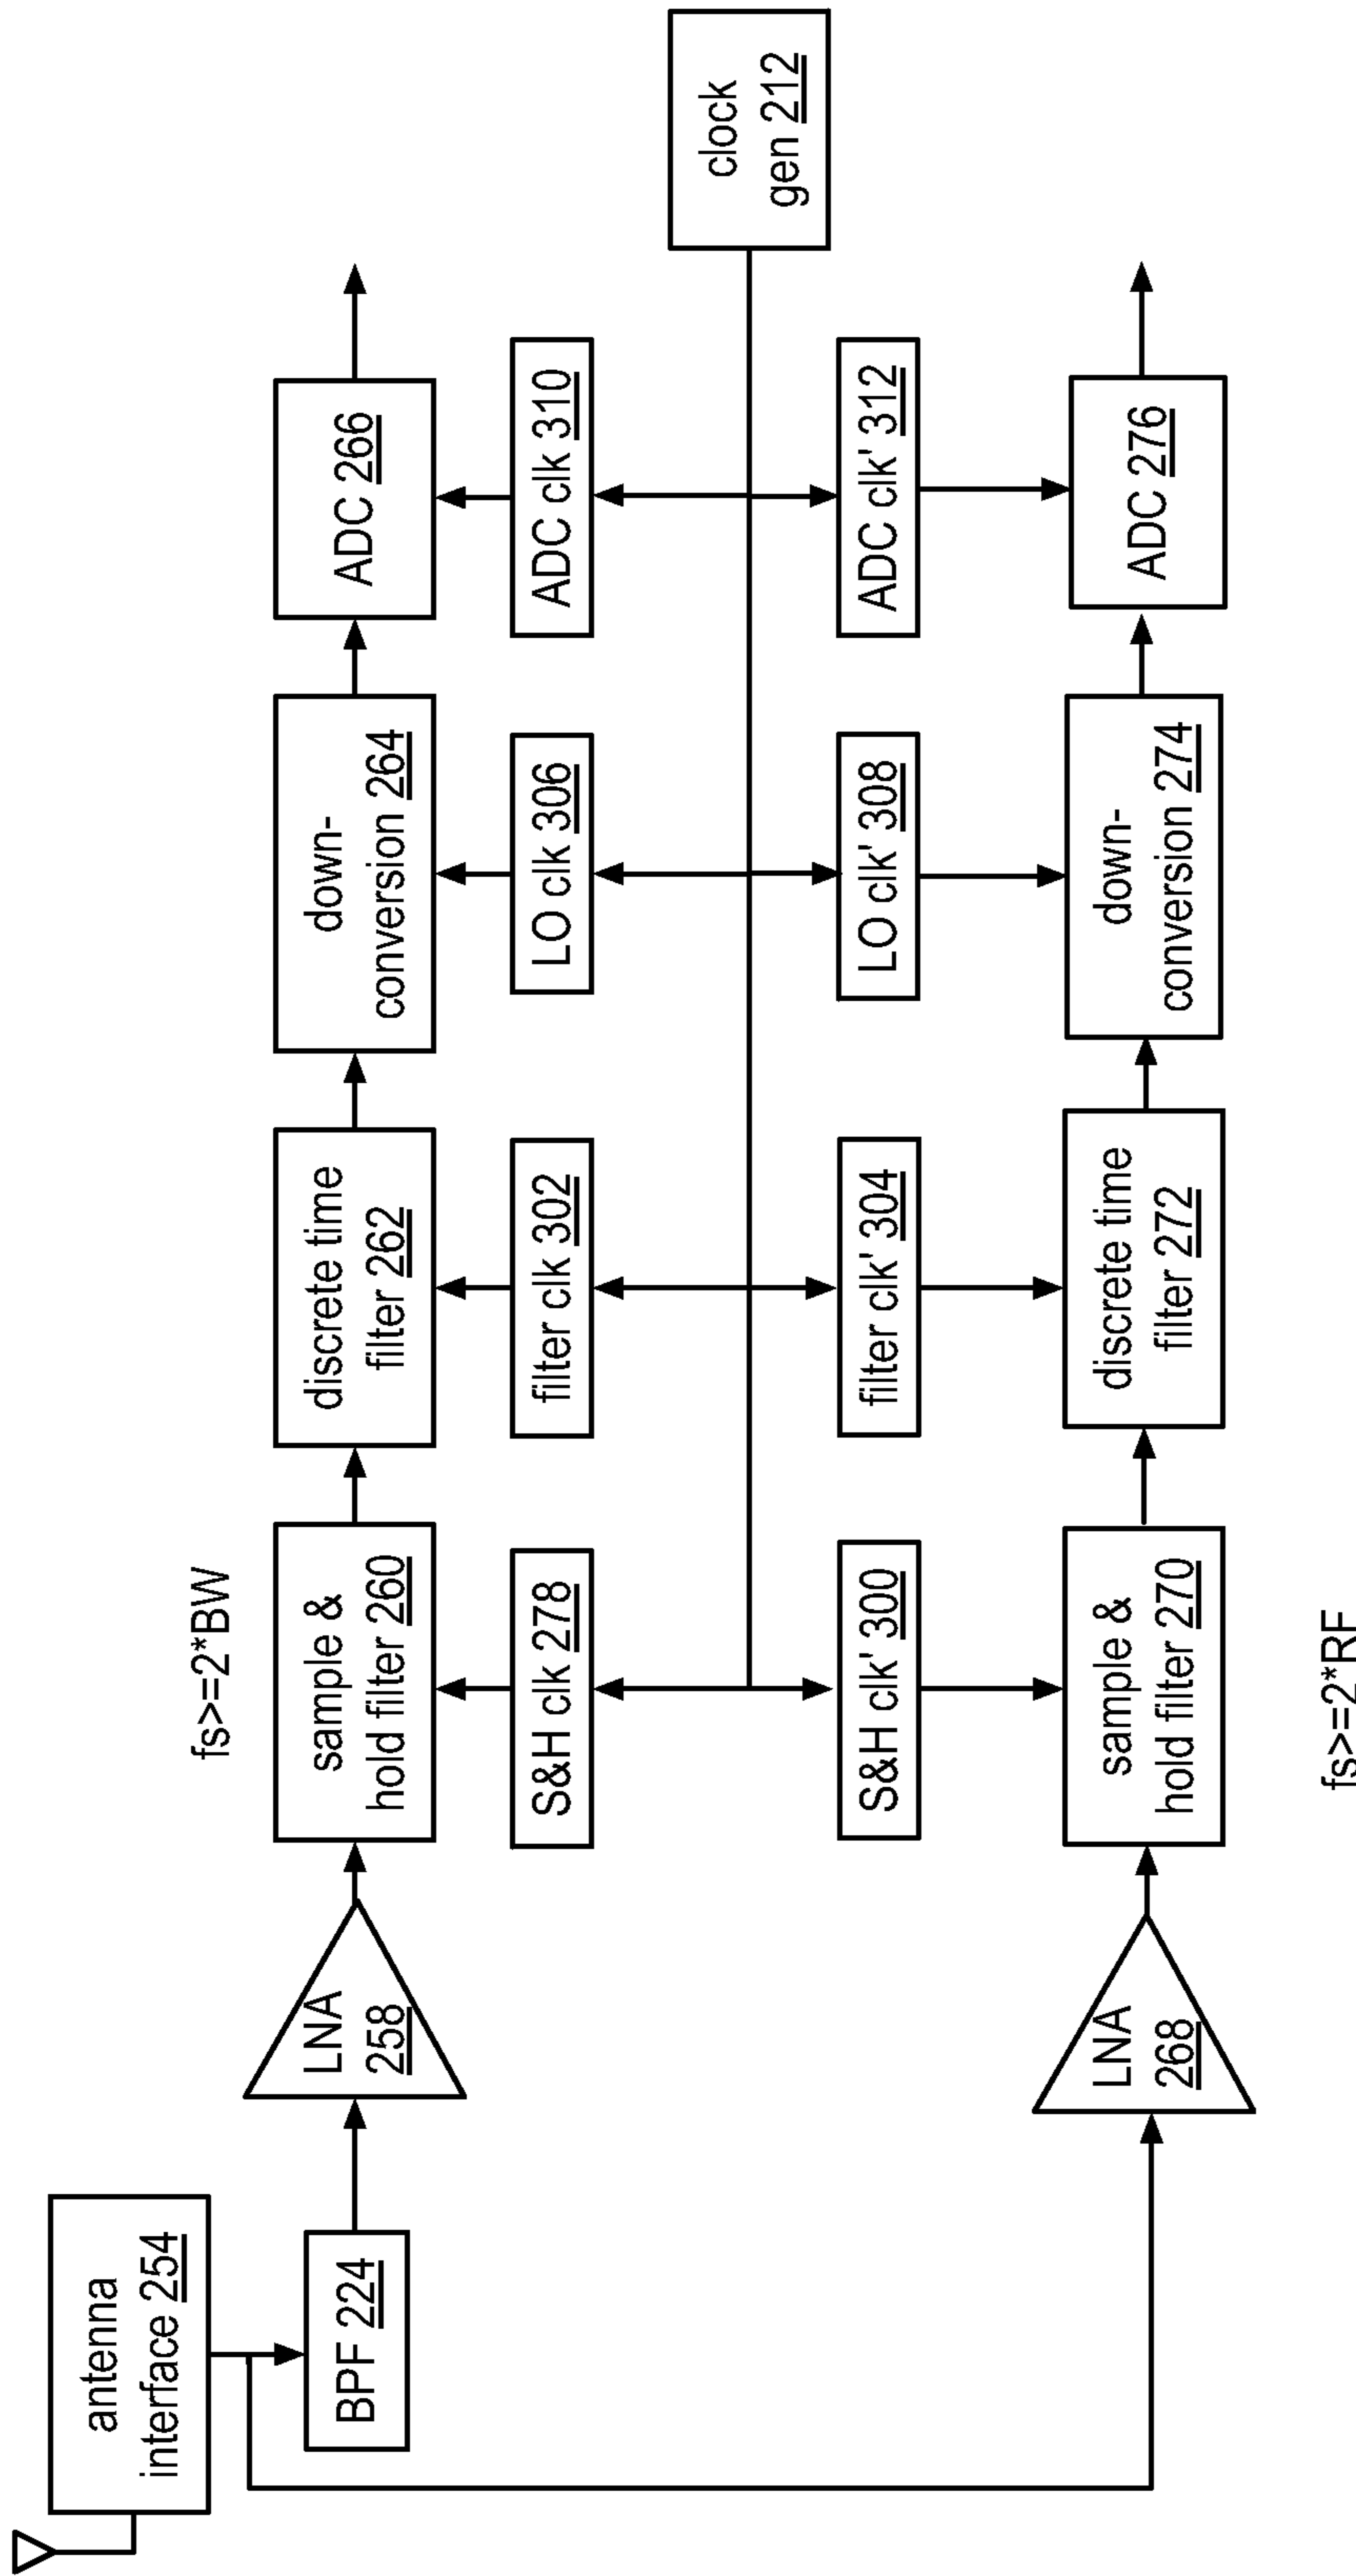 antenna
interface 254
BPF 224
LNA
258
fs>=2*BW
sample &
hold filter 260
discrete time
filter 262
down-
conversion 264
ADC 266
S&H clk 278
filter clk 302
LO clk 306
ADC clk 310
clock
gen 212
S&H clk' 300
filter clk' 304
LO clk' 308
ADC clk' 312
LNA
268
sample &
hold filter 270
discrete time
filter 272
down-
conversion 274
ADC 276
fs>=2*RF